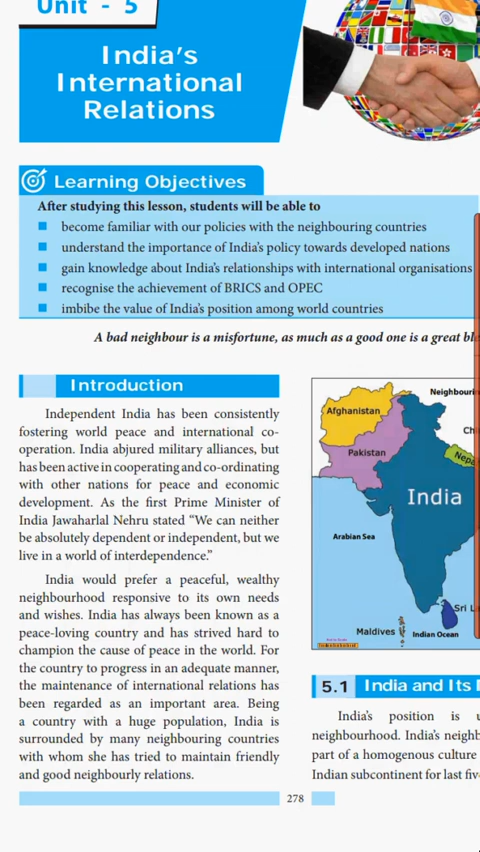 Unit - 5
India's
International
Relations
Learning Objectives
After studying this lesson, students will be able to
become familiar with our policies with the neighbouring countries
understand the importance of India's policy towards developed nations
gain knowledge about India's relationships with international organisations
recognise the achievement of BRICS and OPEC
imbibe the value of India's position among world countries
A bad neighbour is a misfortune, as much as a good one is a great
Introduction
Independent India has been consistently
fostering world peace and international co-
operation. India abjured military alliances, but
has been active in cooperating and co-ordinating
with other nations for peace and economic
development. As the first Prime Minister of
India Jawaharlal Nehru stated “We can neither
be absolutely dependent or independent, but we
live in a world of interdependence.”
India would prefer a peaceful, wealthy
neighbourhood responsive to its own needs
and wishes. India has always been known as a
peace-loving country and has strived hard to
champion the cause of peace in the world. For
the country to progress in an adequate manner,
the maintenance of international relations has
been regarded as an important area. Being
a country with a huge population, India is
surrounded by many neighbouring countries
with whom she has tried to maintain friendly
and good neighbourly relations.
Afghanistan
Pakistan
India
Arabian Sea
Maldives
Indian Ocean
Sri
5.1 India and Its
India's position is
neighbourhood. India's
part of a homogenous culture
Indian subcontinent for last
278